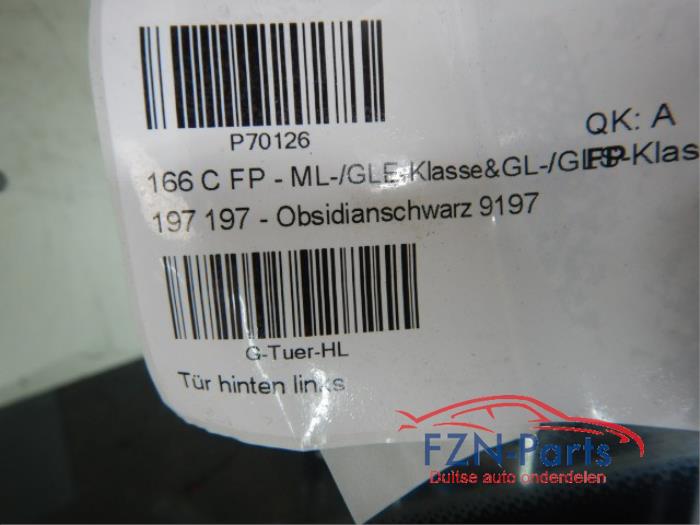 P70126
QK: A
FP
166 C FP - ML-/GLE-Klasse&GL-/GLS-Klas
197 197 - Obsidianschwarz 9197
G-Tuer-HL
Tür hinten links
FZN-Parts
Duitse auto onderdelen